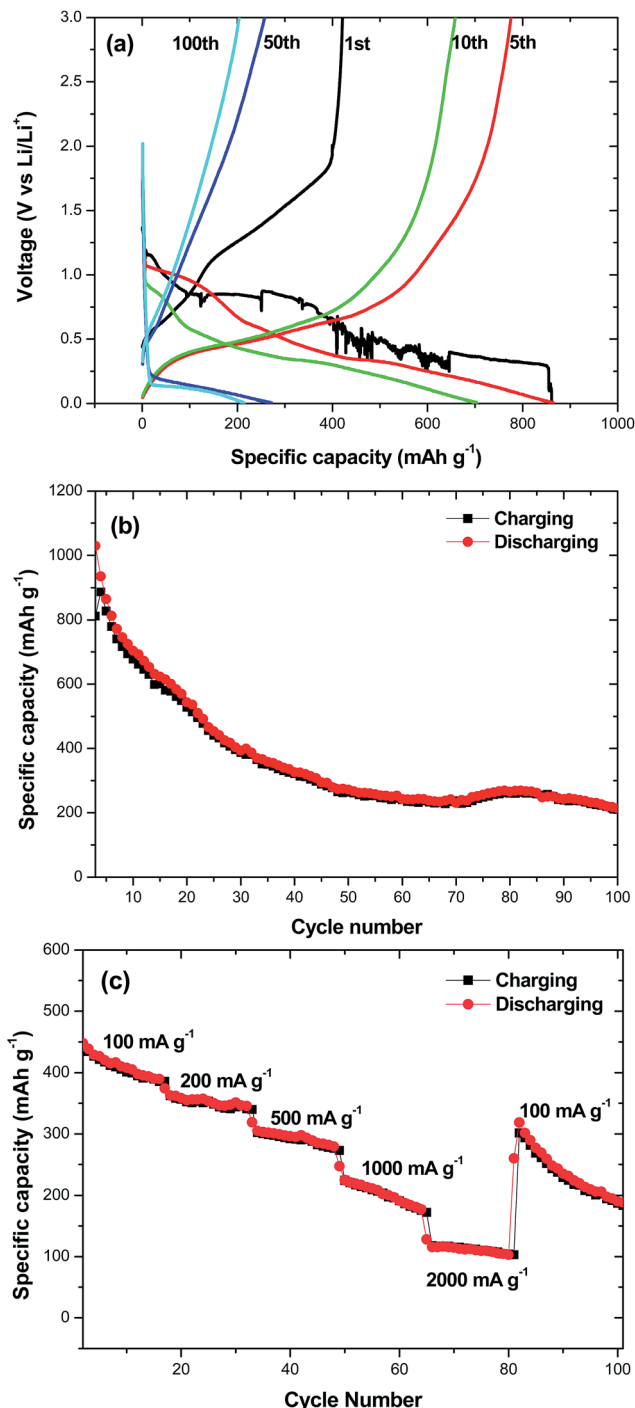 (a)
100th 50th 1st 10th 5th
3.0
2.5
2.0
1.5
1.0
0.5
0.0
Voltage (V vs Li/Li⁺)
0 200 400 600 800 1000
Specific capacity (mAh g⁻¹)
(b)
Charging
Discharging
1200
1000
800
600
400
200
0
Specific capacity (mAh g⁻¹)
10 20 30 40 50 60 70 80 90 100
Cycle number
(c)
Charging
Discharging
600
500
400
300
200
100
0
Specific capacity (mAh g⁻¹)
100 mA g⁻¹
200 mA g⁻¹
500 mA g⁻¹
1000 mA g⁻¹
2000 mA g⁻¹
100 mA g⁻¹
20 40 60 80 100
Cycle Number